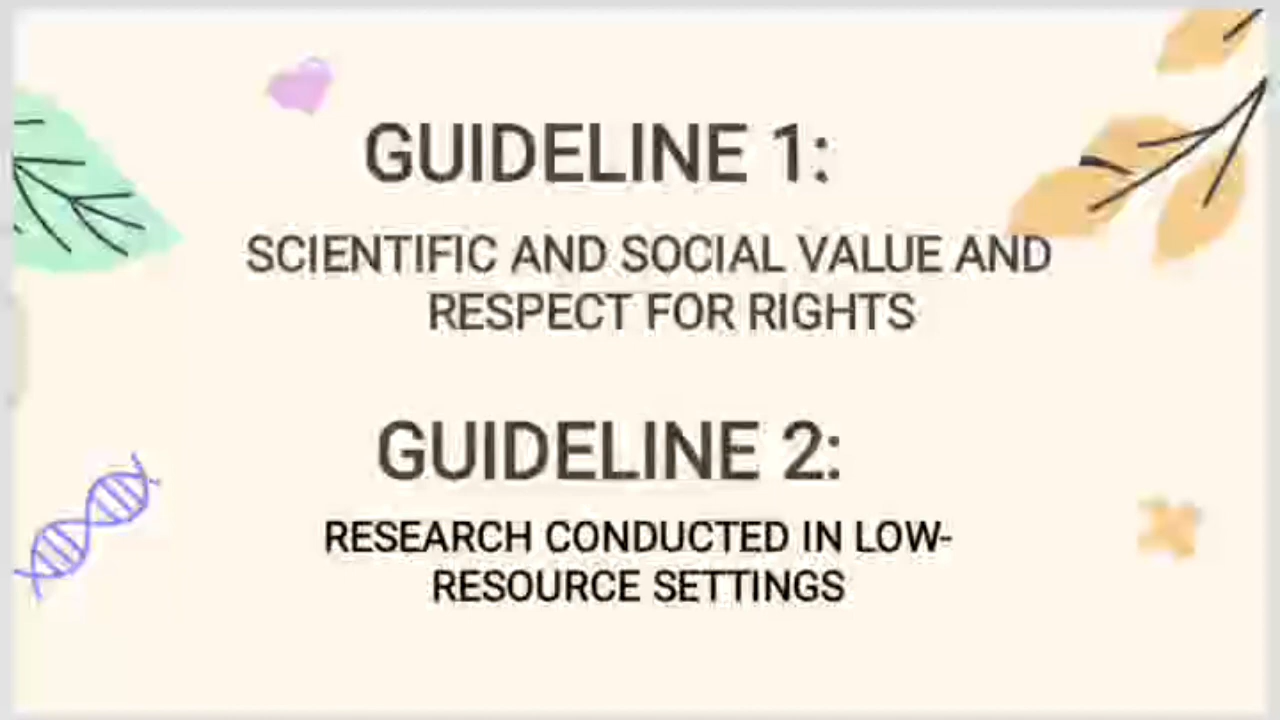 GUIDELINE 1:
SCIENTIFIC AND SOCIAL VALUE AND
RESPECT FOR RIGHTS
GUIDELINE 2:
RESEARCH CONDUCTED IN LOW-
RESOURCE SETTINGS